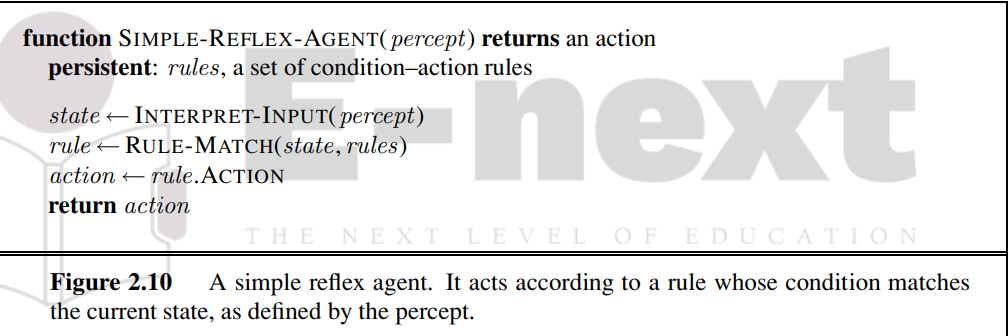 function SIMPLE-REFLEX-AGENT(percept) returns an action
persistent: rules, a set of condition–action rules
state ← INTERPRET-INPUT(percept)
rule ← RULE-MATCH(state, rules)
action ← rule.ACTION
return action
E-next
THE NEXT LEVEL OF EDUCATION
Figure 2.10 A simple reflex agent. It acts according to a rule whose condition matches
the current state, as defined by the percept.